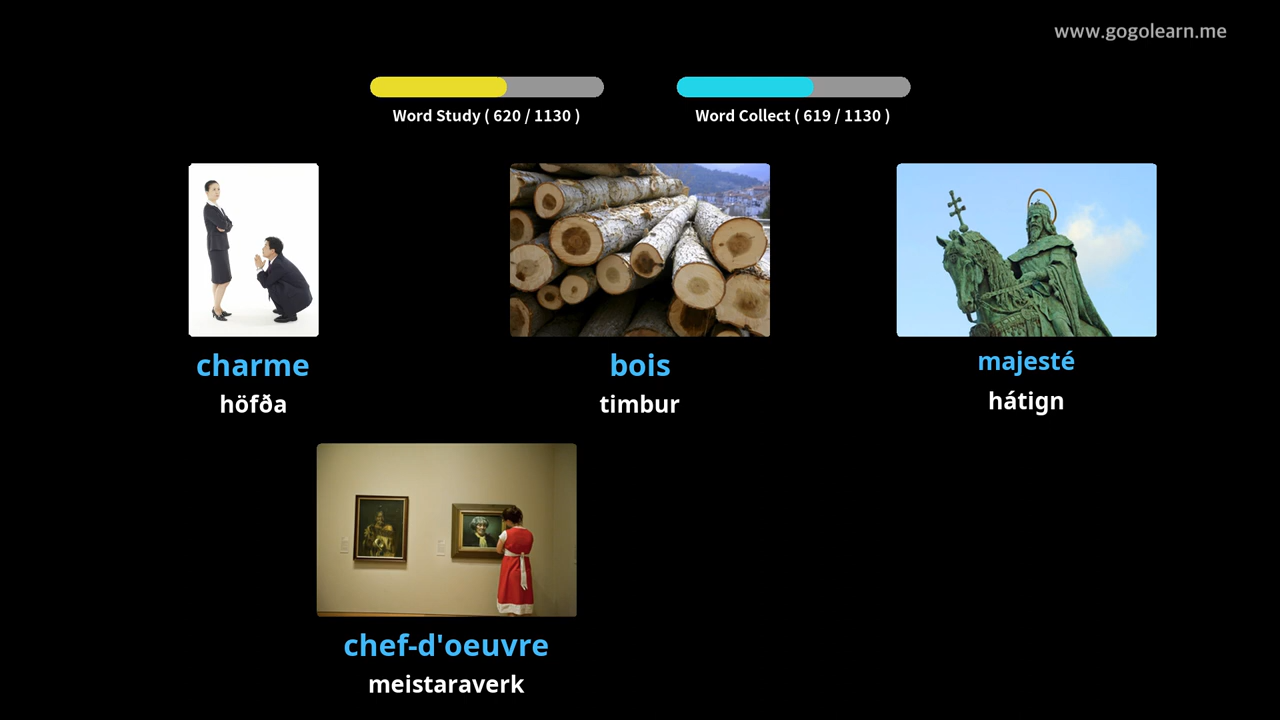 www.gogolearn.me
Word Study ( 620 / 1130 )
Word Collect ( 619 / 1130 )
charme
höfða
bois
timbur
majesté
hátign
chef-d'oeuvre
meistaraverk